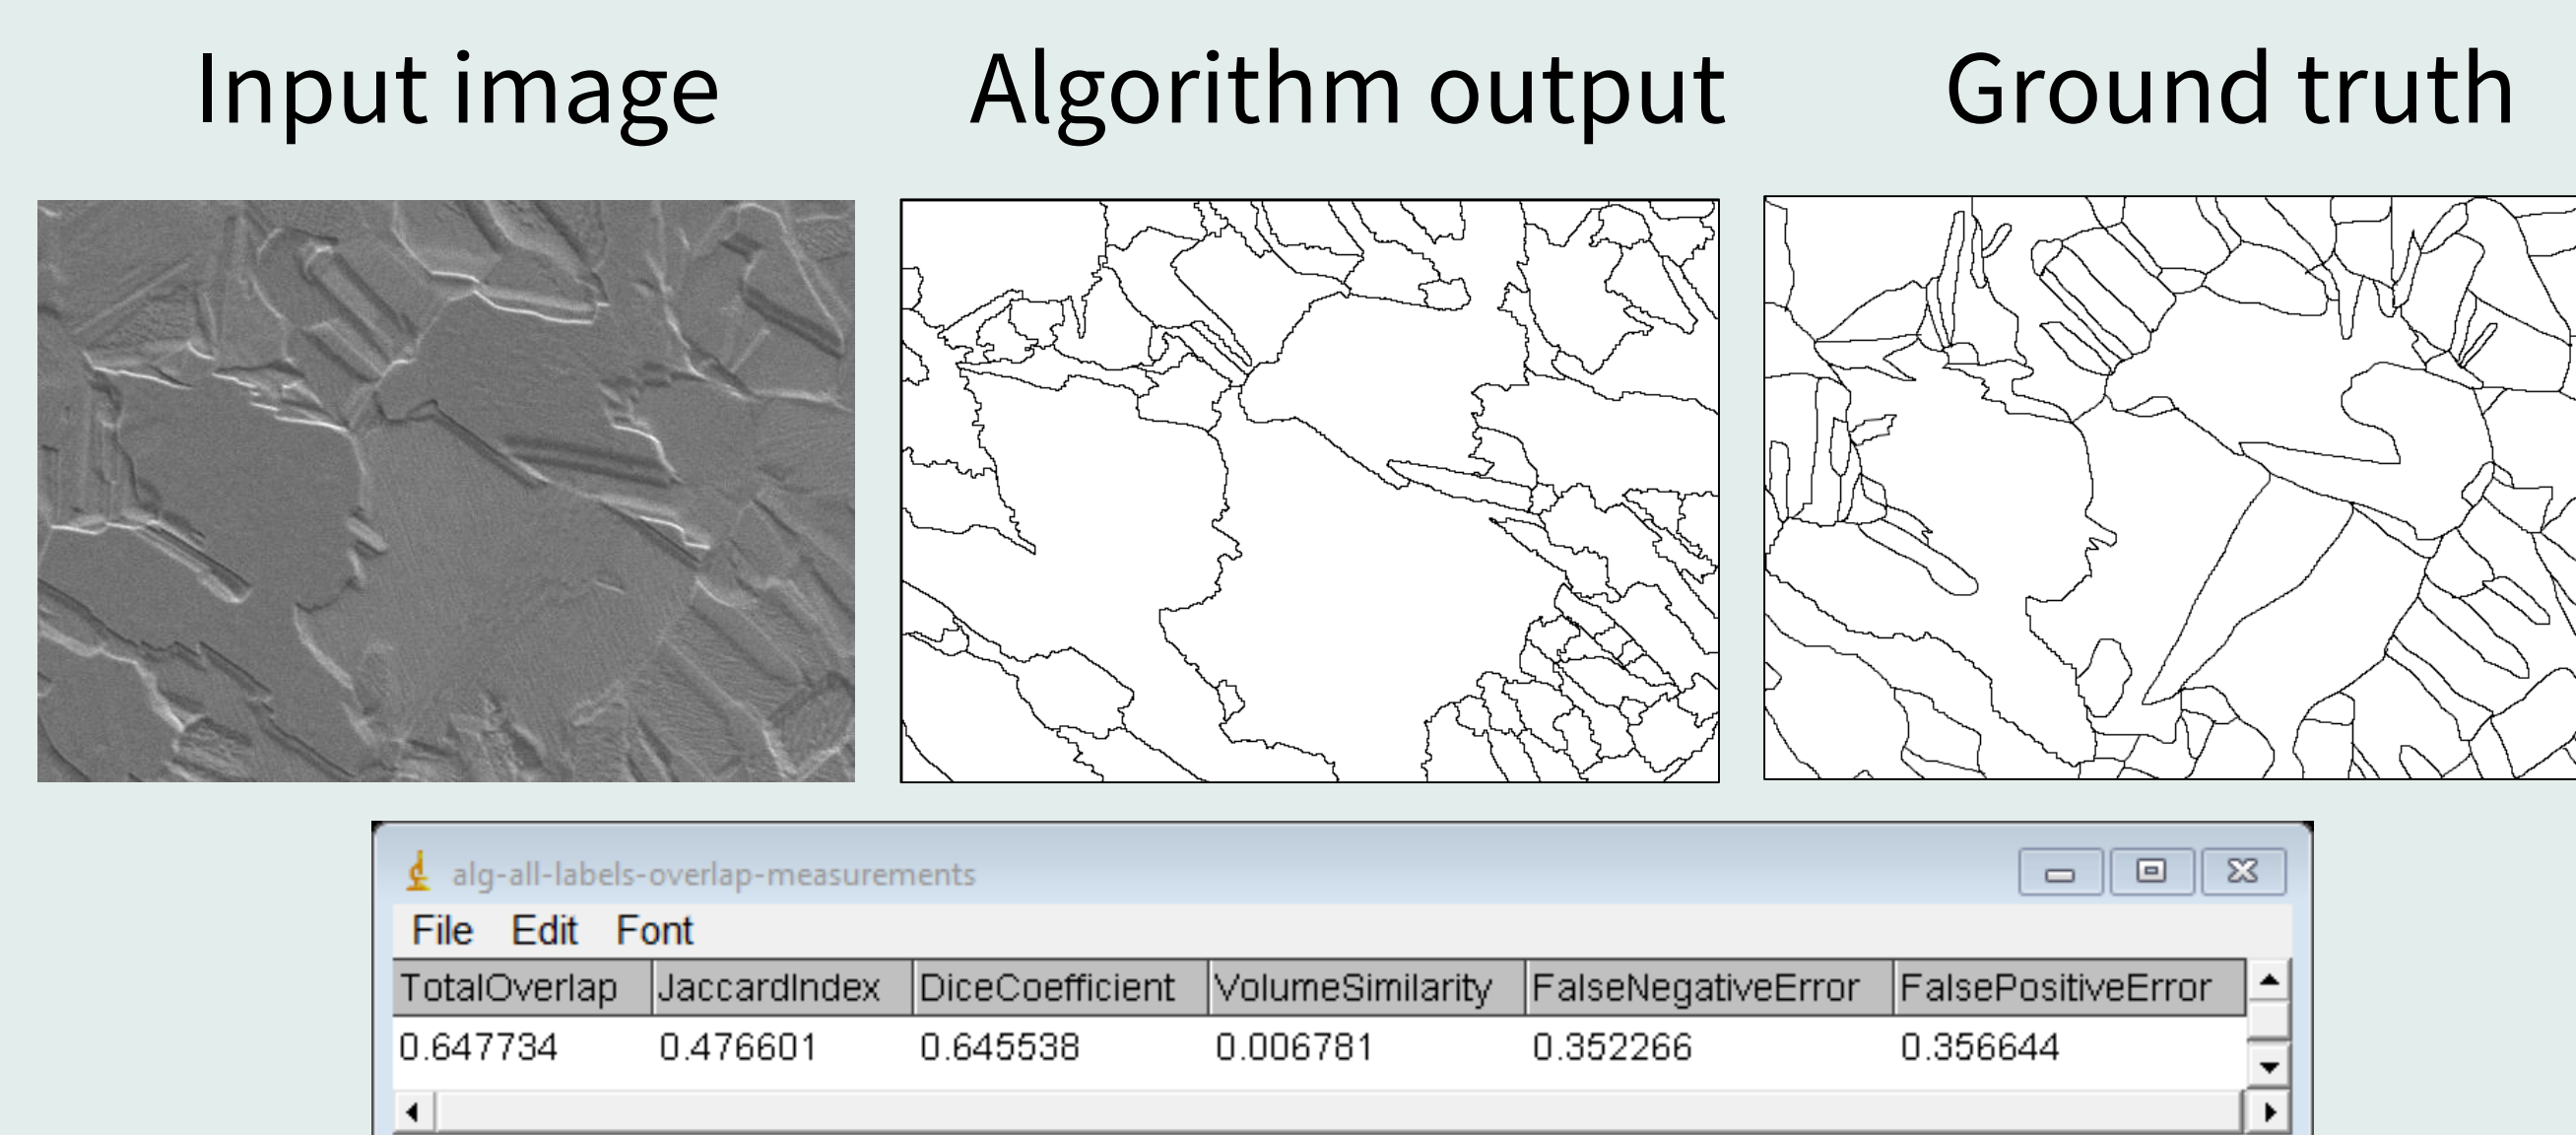 Input image Algorithm output Ground truth
alg-all-labels-overlap-measurements
File Edit Font
TotalOverlap JaccardIndex DiceCoefficient VolumeSimilarity FalseNegativeError FalsePositiveError
0.647734 0.476601 0.645538 0.006781 0.352266 0.356644